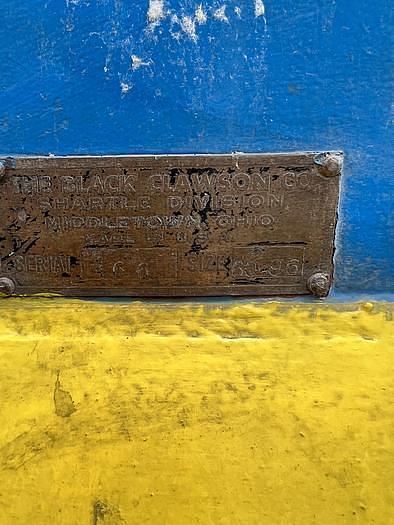 THE BLACK CLAWSON CO.
SHARTLE DIVISION,
MIDDLETOWN, OHIO
SERIAL SIZE